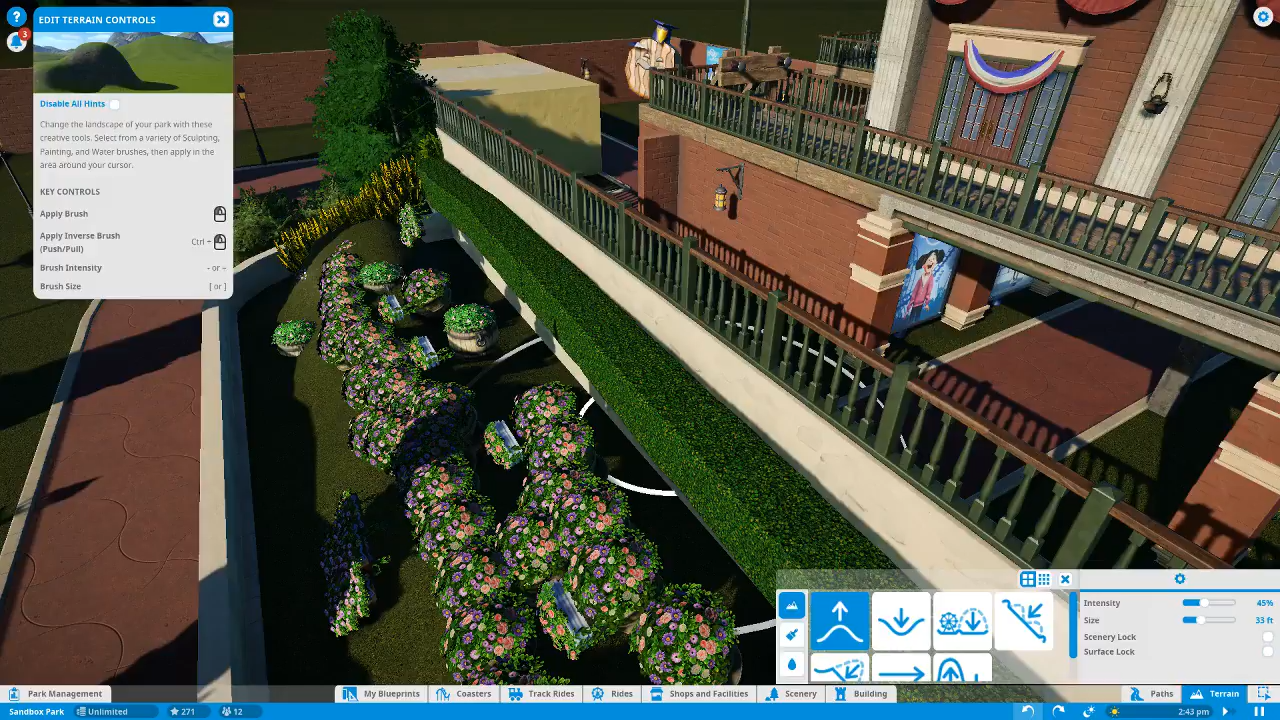 ?
3
EDIT TERRAIN CONTROLS
Disable All Hints
Change the landscape of your park with these
creative tools. Select from a variety of Sculpting,
Painting, and Water brushes, then apply in the
area around your cursor.
KEY CONTROLS
Apply Brush
Apply Inverse Brush
(Push/Pull)
Ctrl +
Brush Intensity
- or =
Brush Size
[ or ]
Intensity
45%
Size
33 ft
Scenery Lock
Surface Lock
Park Management
My Blueprints
Coasters
Track Rides
Rides
Shops and Facilities
Scenery
Building
Paths
Terrain
Sandbox Park
Unlimited
271
12
2:43 pm